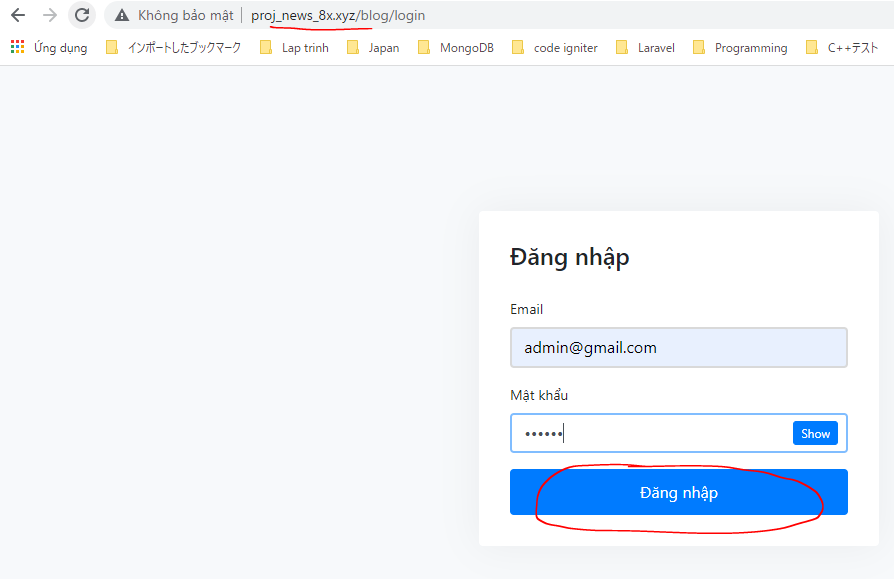 Không bảo mật proj_news_8x.xyz/blog/login
Ứng dụng インポートしたブックマーク Lap trinh Japan MongoDB code igniter Laravel Programming C++テスト
Đăng nhập
Email
admin@gmail.com
Mật khẩu
•••••• Show
Đăng nhập